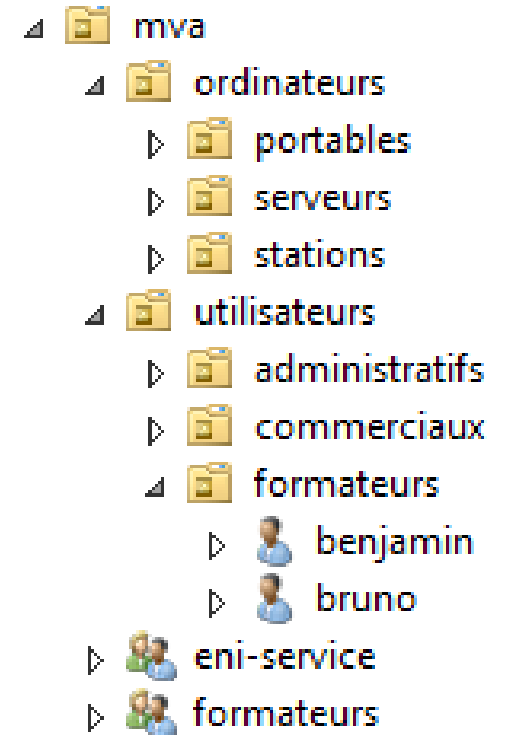 mva
ordinateurs
portables
serveurs
stations
utilisateurs
administratifs
commerciaux
formateurs
benjamin
bruno
eni-service
formateurs